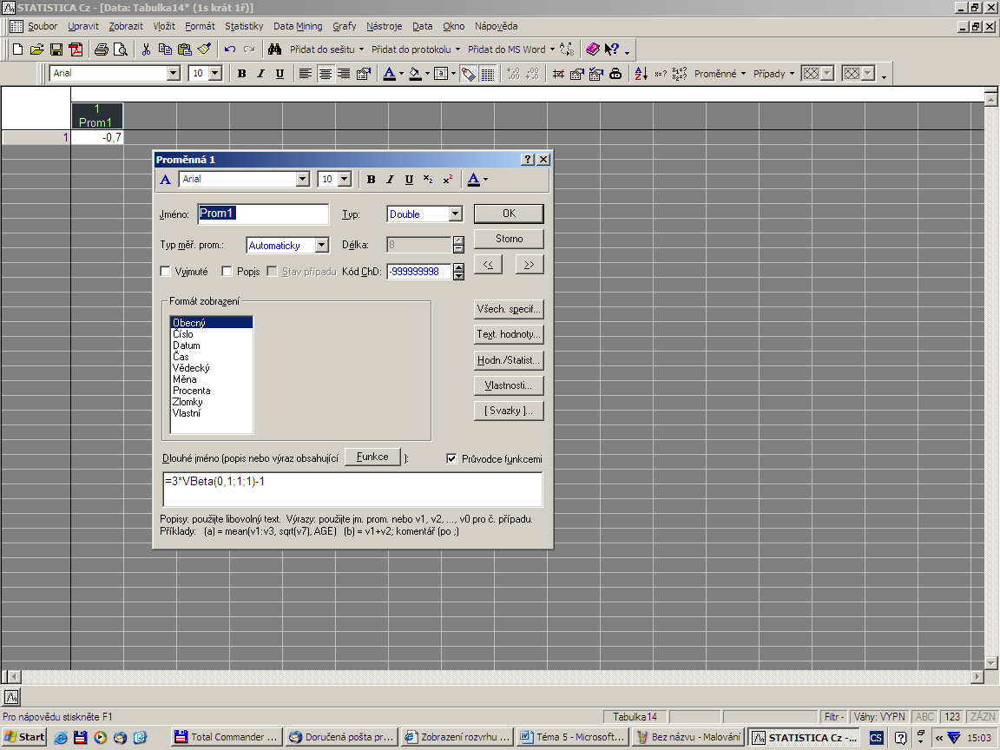 STATISTICA Cz - [Data: Tabulka14* (1s krát 1ř)]
Soubor Upravit Zobrazit Vložit Formát Statistiky Data Mining Grafy Nástroje Data Okno Nápověda
Přidat do sešitu Přidat do protokolu Přidat do MS Word
Arial 10 B I U Proměnné Případy
1
Prom1
1 -0,7
Proměnná 1
A Arial 10 B I U x₂ x² A
Jméno: Prom1 Typ: Double OK
Typ měř. prom.: Automaticky Délka: 8 Storno
<< >>
Vyjmuté Popis Stav případu Kód ChD: -999999998
Formát zobrazení
Všech. specif...
Obecný
Číslo
Text. hodnoty...
Datum
Čas
Hodn./Statist...
Vědecký
Měna
Vlastnosti...
Procenta
Zlomky
[ Svazky ]...
Vlastní
Dlouhé jméno (popis nebo výraz obsahující Funkce ): Průvodce funkcemi
=3*VBeta(0,1;1;1)-1
Popisy: použijte libovolný text. Výrazy: použijte jm. prom. nebo v1, v2, ..., v0 pro č. případu.
Příklady: (a) = mean(v1:v3, sqrt(v7), AGE) (b) = v1+v2; komentář (po ;)
Pro nápovědu stiskněte F1 Tabulka14 Filtr - Váhy: VYPN ABC 123 ZÁZN
Start Total Commander ... Doručená pošta pr... Zobrazení rozvrhu ... Téma 5 - Microsoft... Bez názvu - Malování STATISTICA Cz -... CS « 15:03